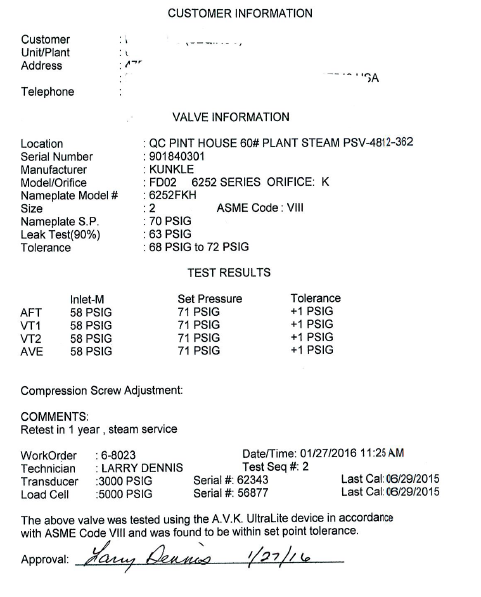 CUSTOMER INFORMATION
Customer :
Unit/Plant :
Address :
USA
Telephone :
VALVE INFORMATION
Location : QC PINT HOUSE 60# PLANT STEAM PSV-4812-362
Serial Number : 901840301
Manufacturer : KUNKLE
Model/Orifice : FD02 6252 SERIES ORIFICE: K
Nameplate Model # : 6252FKH
Size : 2 ASME Code : VIII
Nameplate S.P. : 70 PSIG
Leak Test(90%) : 63 PSIG
Tolerance : 68 PSIG to 72 PSIG
TEST RESULTS
Inlet-M Set Pressure Tolerance
AFT 58 PSIG 71 PSIG +1 PSIG
VT1 58 PSIG 71 PSIG +1 PSIG
VT2 58 PSIG 71 PSIG +1 PSIG
AVE 58 PSIG 71 PSIG +1 PSIG
Compression Screw Adjustment:
COMMENTS:
Retest in 1 year , steam service
WorkOrder : 6-8023 Date/Time: 01/27/2016 11:25 AM
Technician : LARRY DENNIS Test Seq #: 2
Transducer :3000 PSIG Serial #: 62343 Last Cal: 06/29/2015
Load Cell :5000 PSIG Serial #: 56877 Last Cal: 06/29/2015
The above valve was tested using the A.V.K. UltraLite device in accordance
with ASME Code VIII and was found to be within set point tolerance.
Approval: Larry Dennis 1/27/16